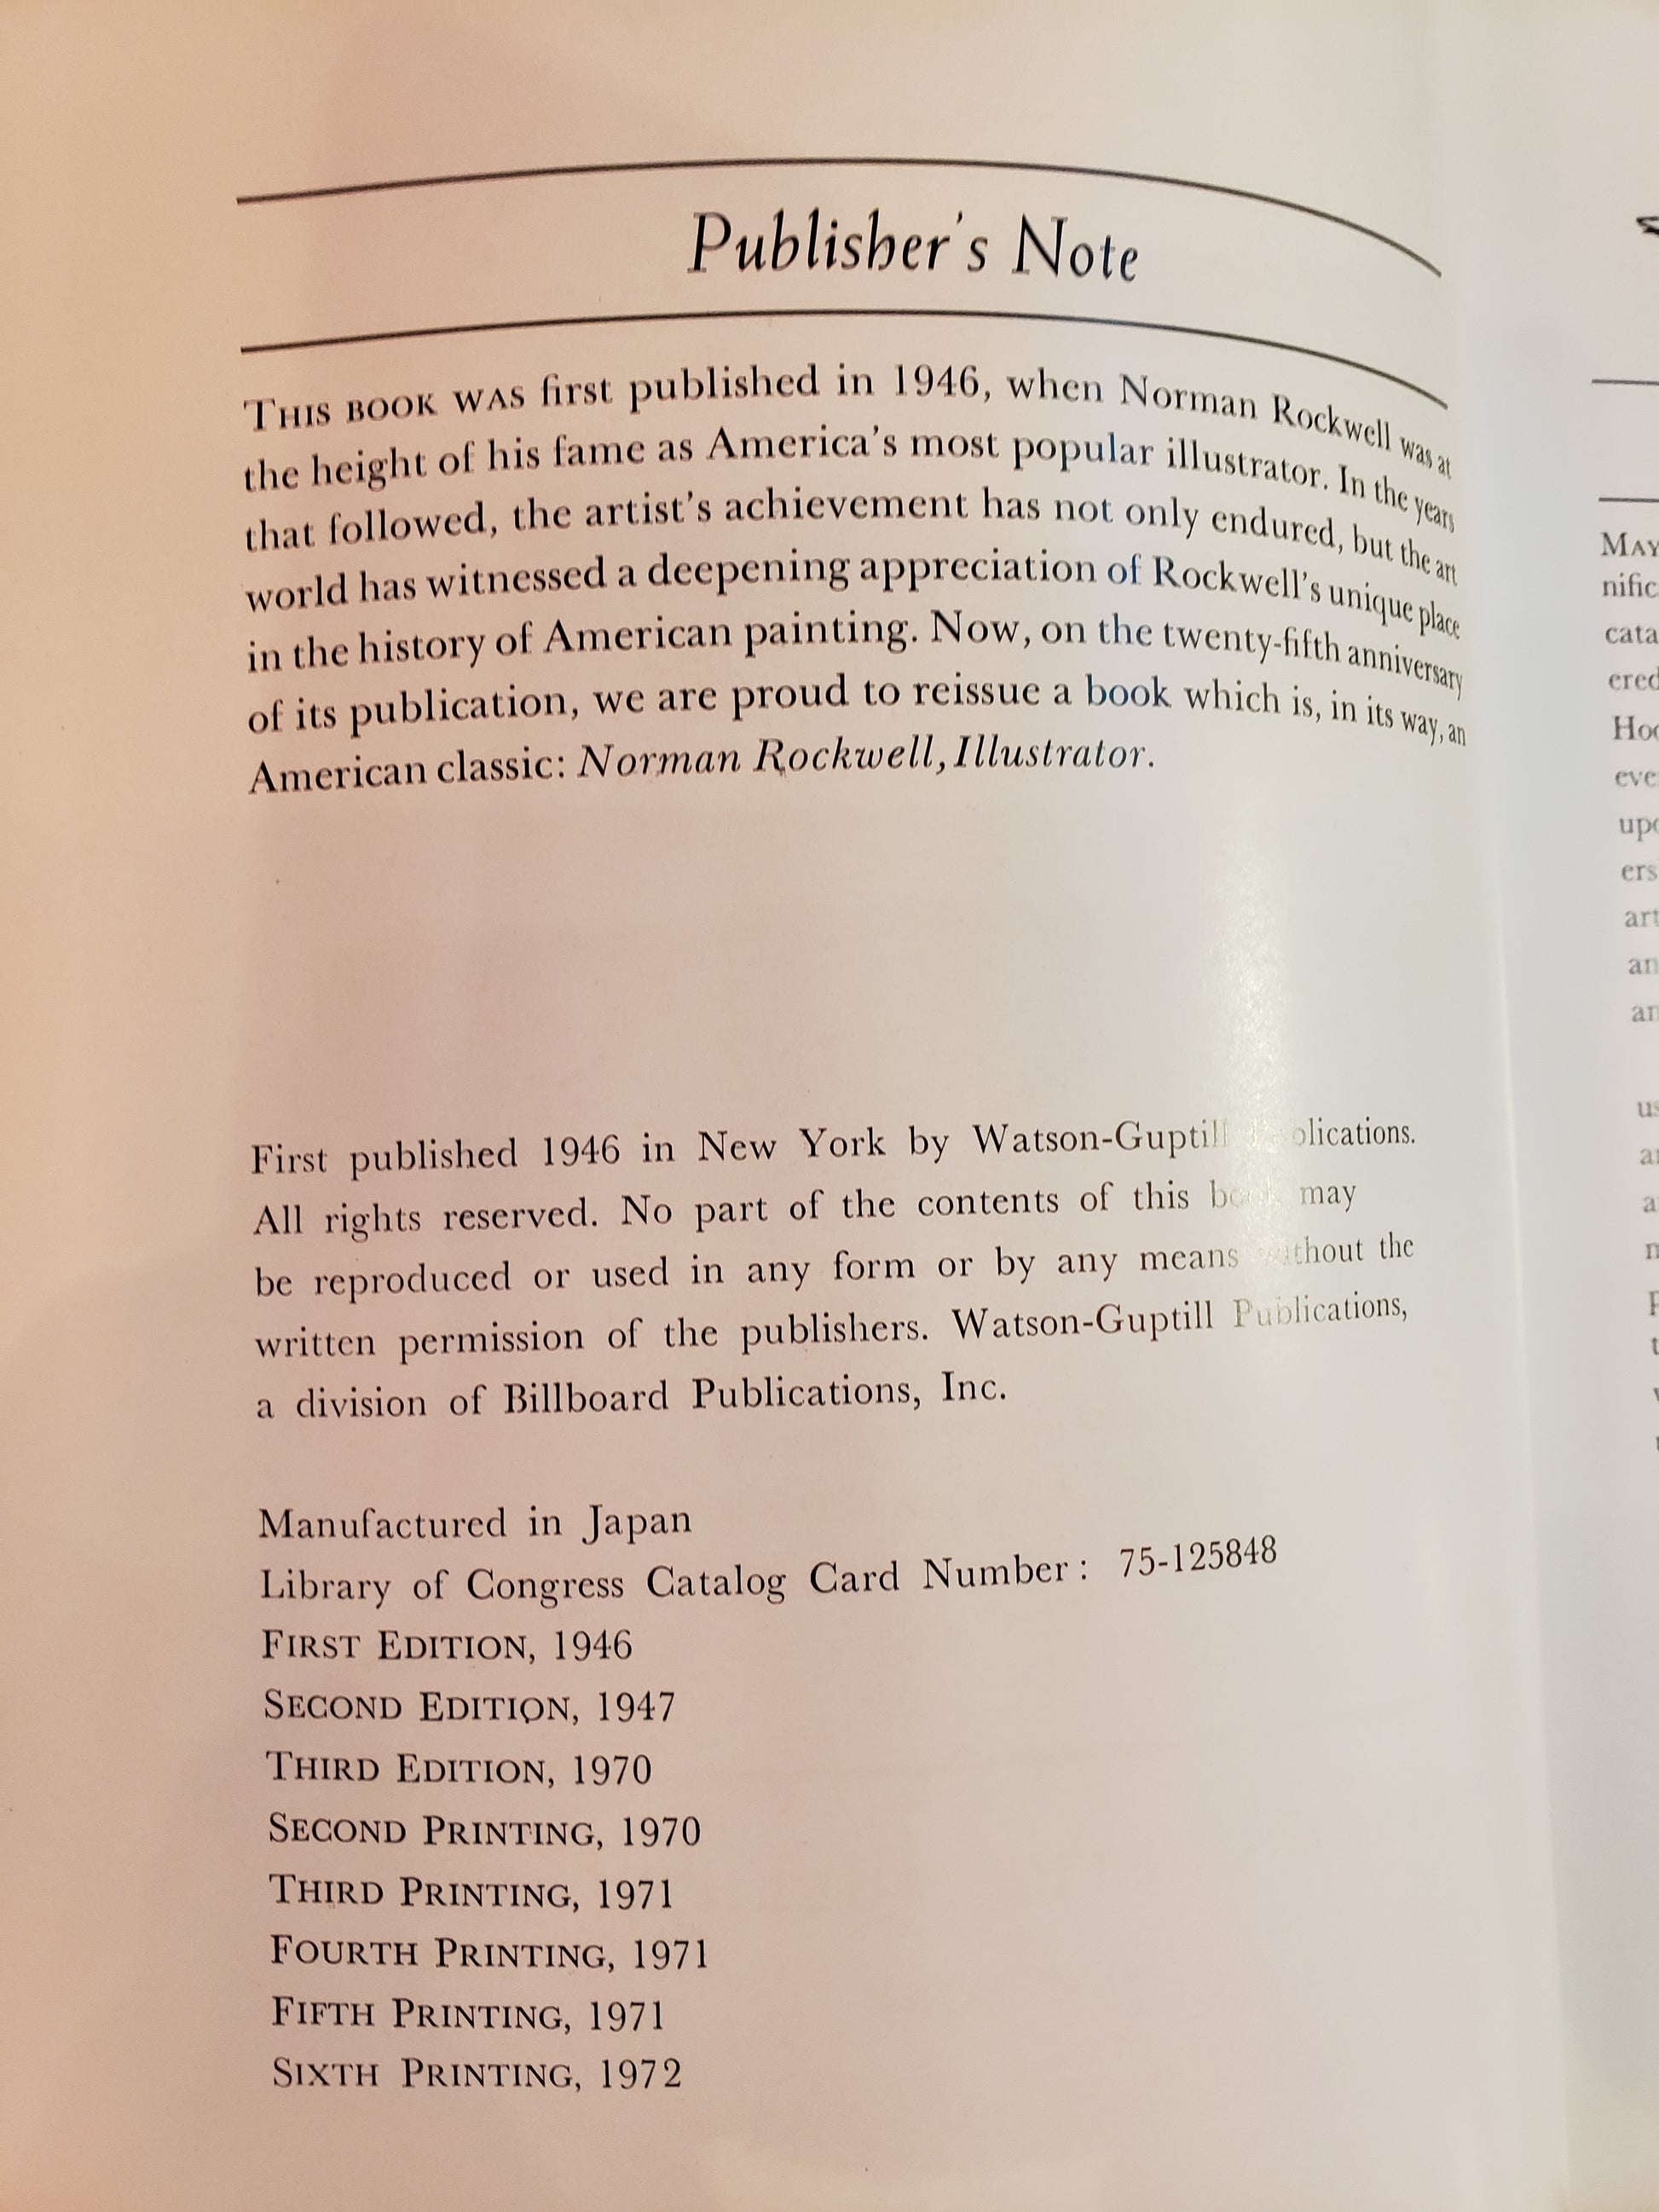 Publisher's Note
THIS BOOK WAS first published in 1946, when Norman Rockwell was at
the height of his fame as America's most popular illustrator. In the years
that followed, the artist's achievement has not only endured, but the art
world has witnessed a deepening appreciation of Rockwell's unique place
in the history of American painting. Now, on the twenty-fifth anniversary
of its publication, we are proud to reissue a book which is, in its way, an
American classic: Norman Rockwell, Illustrator.
First published 1946 in New York by Watson-Guptill Publications.
All rights reserved. No part of the contents of this book may
be reproduced or used in any form or by any means without the
written permission of the publishers. Watson-Guptill Publications,
a division of Billboard Publications, Inc.
Manufactured in Japan
Library of Congress Catalog Card Number: 75-125848
FIRST EDITION, 1946
SECOND EDITION, 1947
THIRD EDITION, 1970
SECOND PRINTING, 1970
THIRD PRINTING, 1971
FOURTH PRINTING, 1971
FIFTH PRINTING, 1971
SIXTH PRINTING, 1972